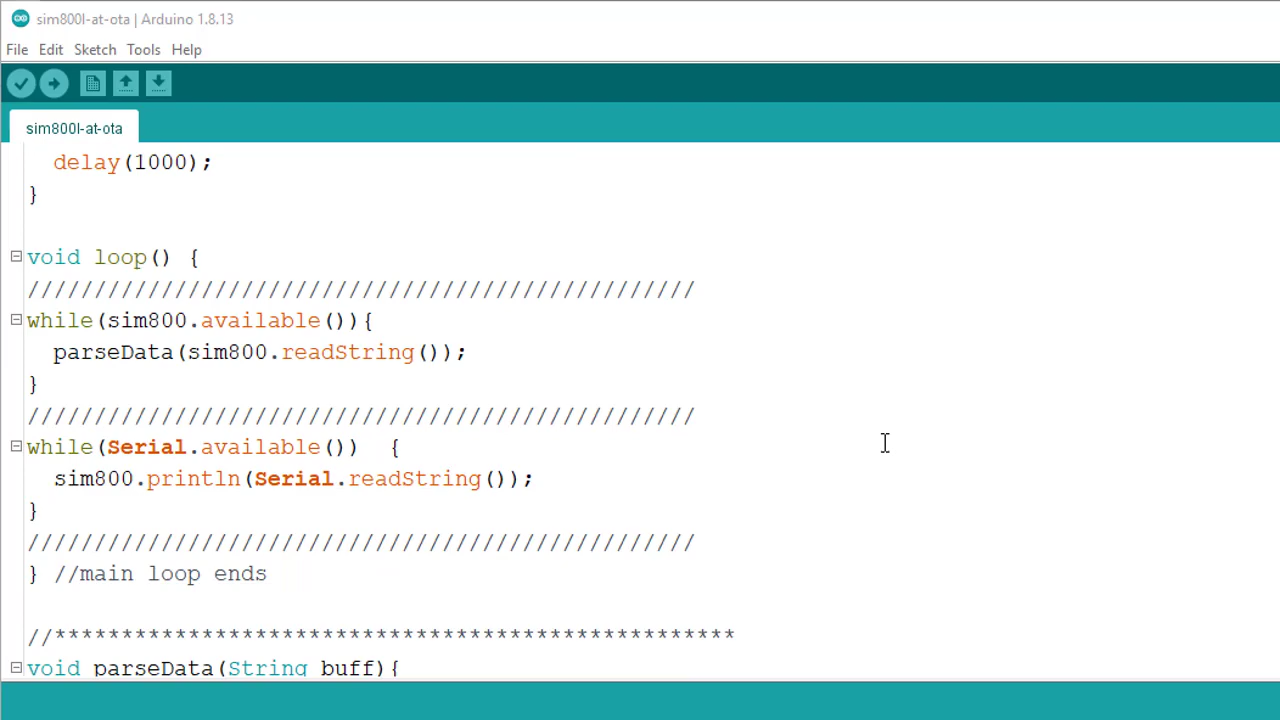 sim800l-at-ota | Arduino 1.8.13
File Edit Sketch Tools Help
sim800l-at-ota
delay(1000);
}
void loop() {
//////////////////////////////////////////////////
while(sim800.available()){
parseData(sim800.readString());
}
//////////////////////////////////////////////////
while(Serial.available())  {
sim800.println(Serial.readString());
}
//////////////////////////////////////////////////
} //main loop ends
//***************************************************
void parseData(String buff){